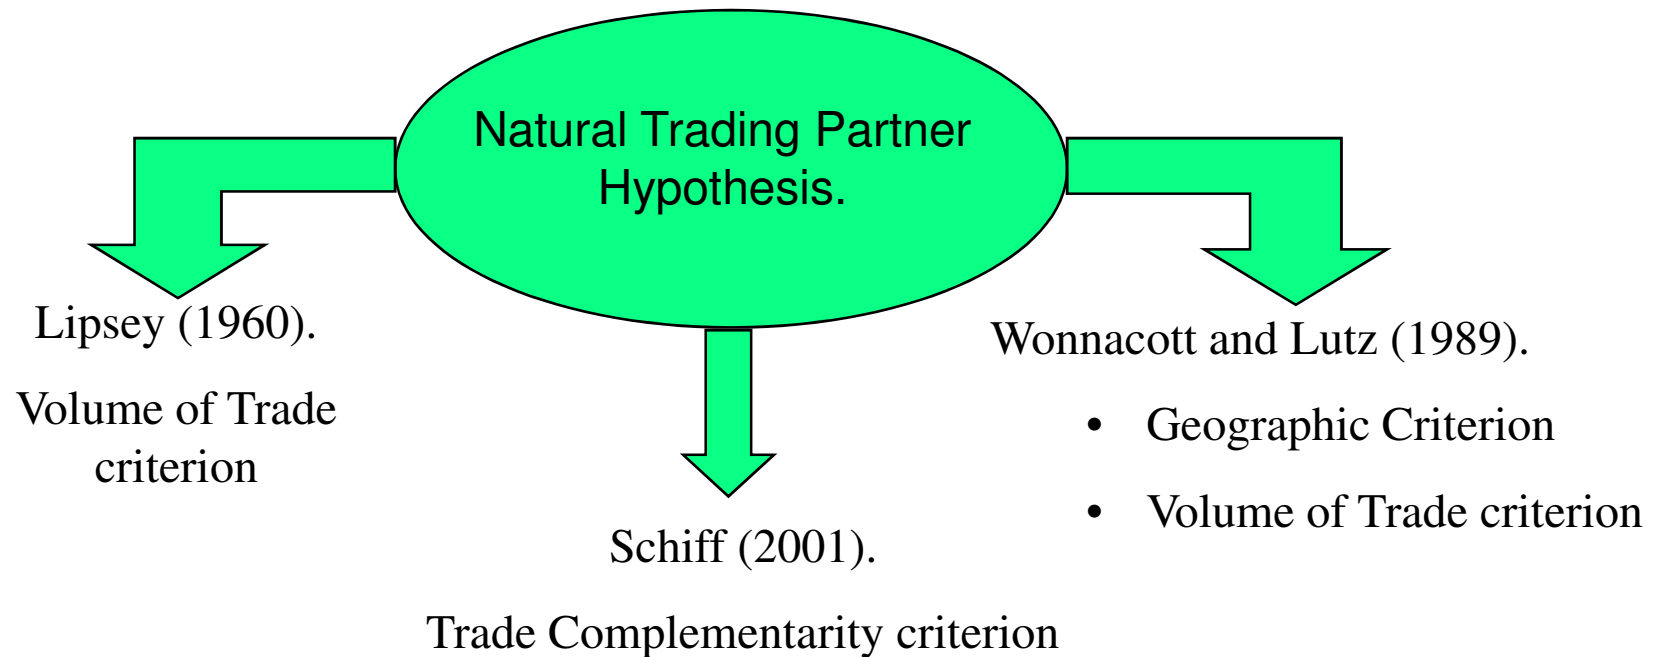 Natural Trading Partner
Hypothesis.
Lipsey (1960).
Volume of Trade
criterion
Schiff (2001).
Trade Complementarity criterion
Wonnacott and Lutz (1989).
• Geographic Criterion
• Volume of Trade criterion